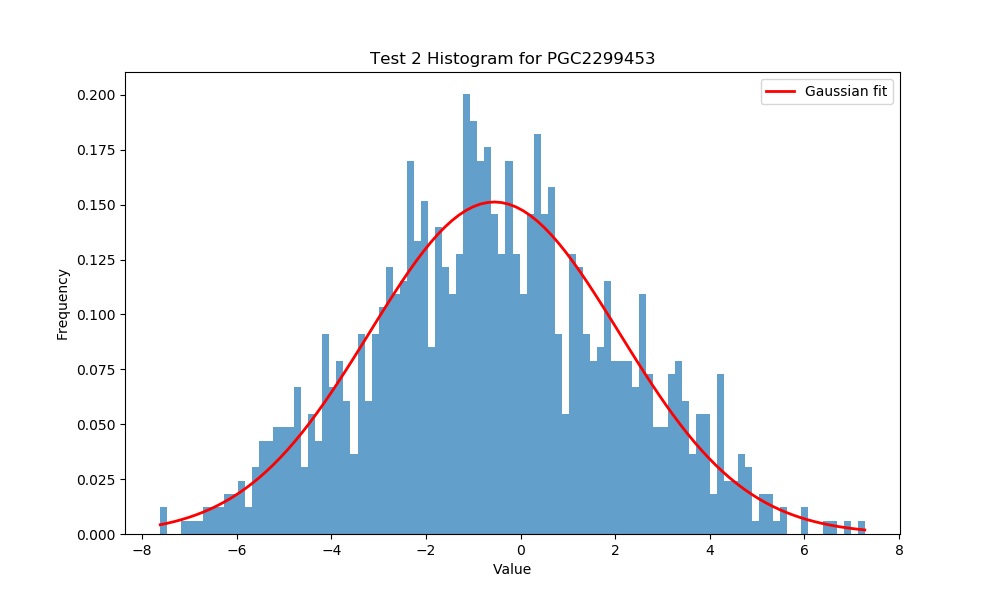 Test 2 Histogram for PGC2299453
Gaussian fit
0.200
0.175
0.150
0.125
0.100
0.075
0.050
0.025
0.000
Frequency
−8 −6 −4 −2 0 2 4 6 8
Value